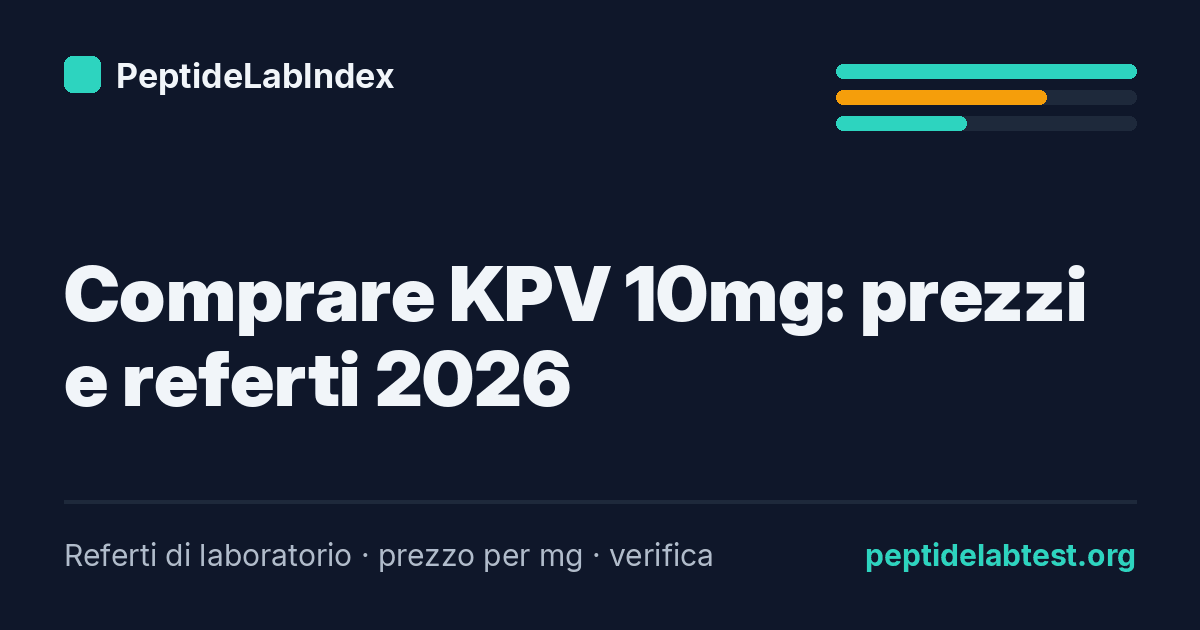 PeptideLabIndex
Comprare KPV 10mg: prezzi
e referti 2026
Referti di laboratorio · prezzo per mg · verifica
peptidelabtest.org